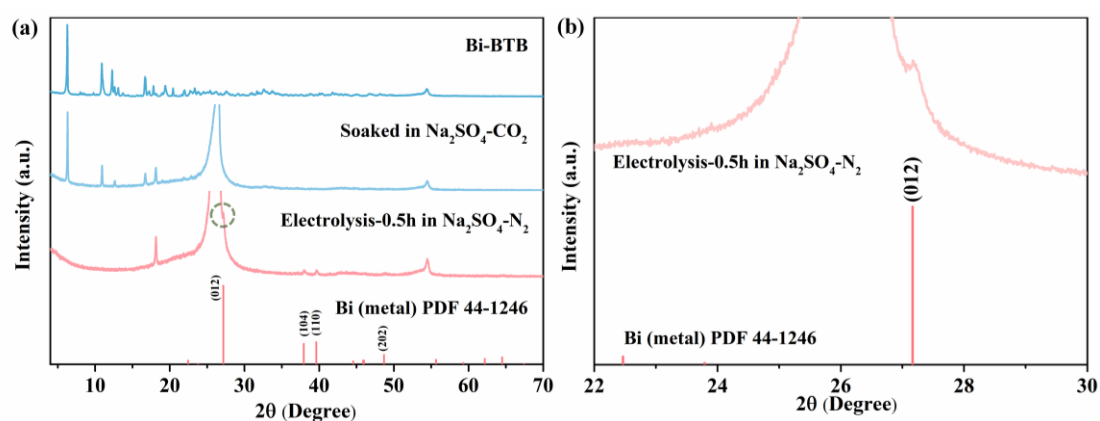 (a)
Bi-BTB
Soaked in Na₂SO₄-CO₂
Electrolysis-0.5h in Na₂SO₄-N₂
(012)
Bi (metal) PDF 44-1246
(104)
(110)
(202)
10 20 30 40 50 60 70
2θ (Degree)
Intensity (a.u.)
(b)
Electrolysis-0.5h in Na₂SO₄-N₂
(012)
Bi (metal) PDF 44-1246
22 24 26 28 30
2θ (Degree)
Intensity (a.u.)